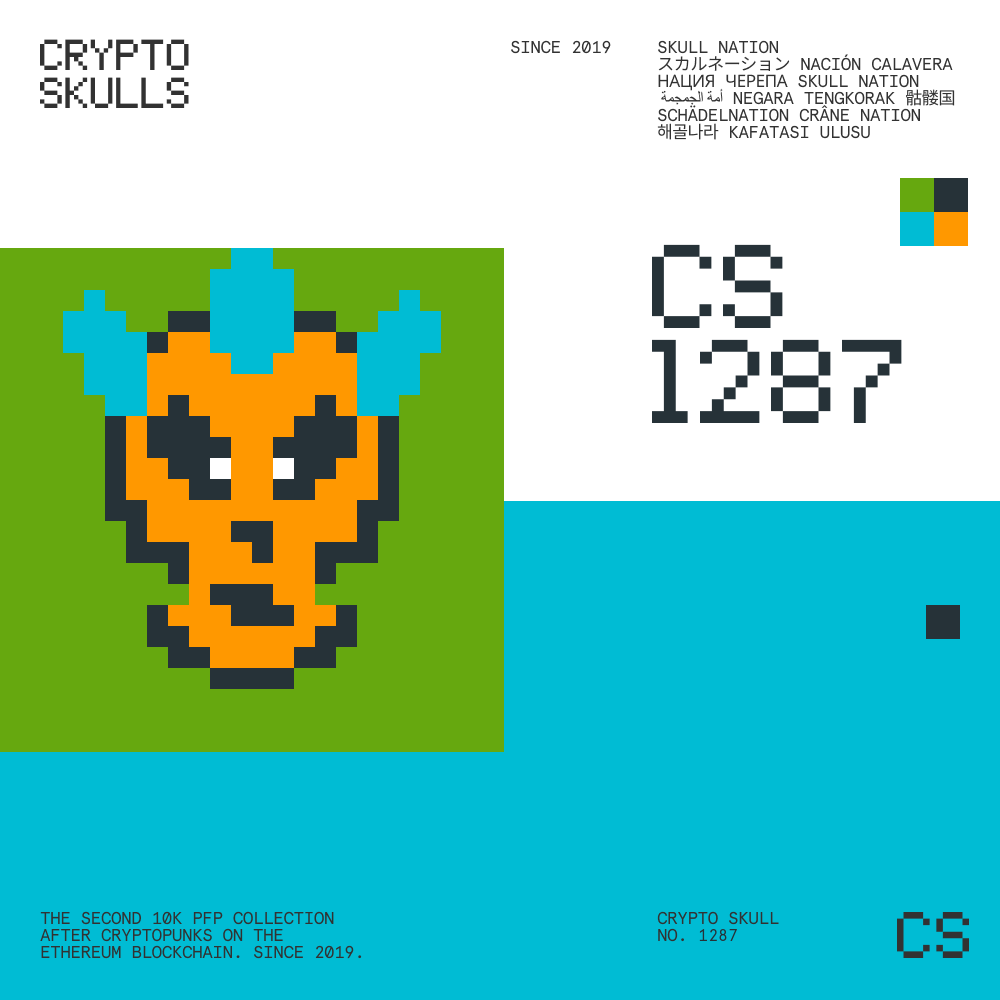 CRYPTO
SKULLS
SINCE 2019
SKULL NATION
スカルネーション NACIÓN CALAVERA
НАЦИЯ ЧЕРЕПА SKULL NATION
أمة الجمجمة NEGARA TENGKORAK 骷髅国
SCHÄDELNATION CRÂNE NATION
해골나라 KAFATASI ULUSU
CS
1287
THE SECOND 10K PFP COLLECTION
AFTER CRYPTOPUNKS ON THE
ETHEREUM BLOCKCHAIN. SINCE 2019.
CRYPTO SKULL
NO. 1287
CS